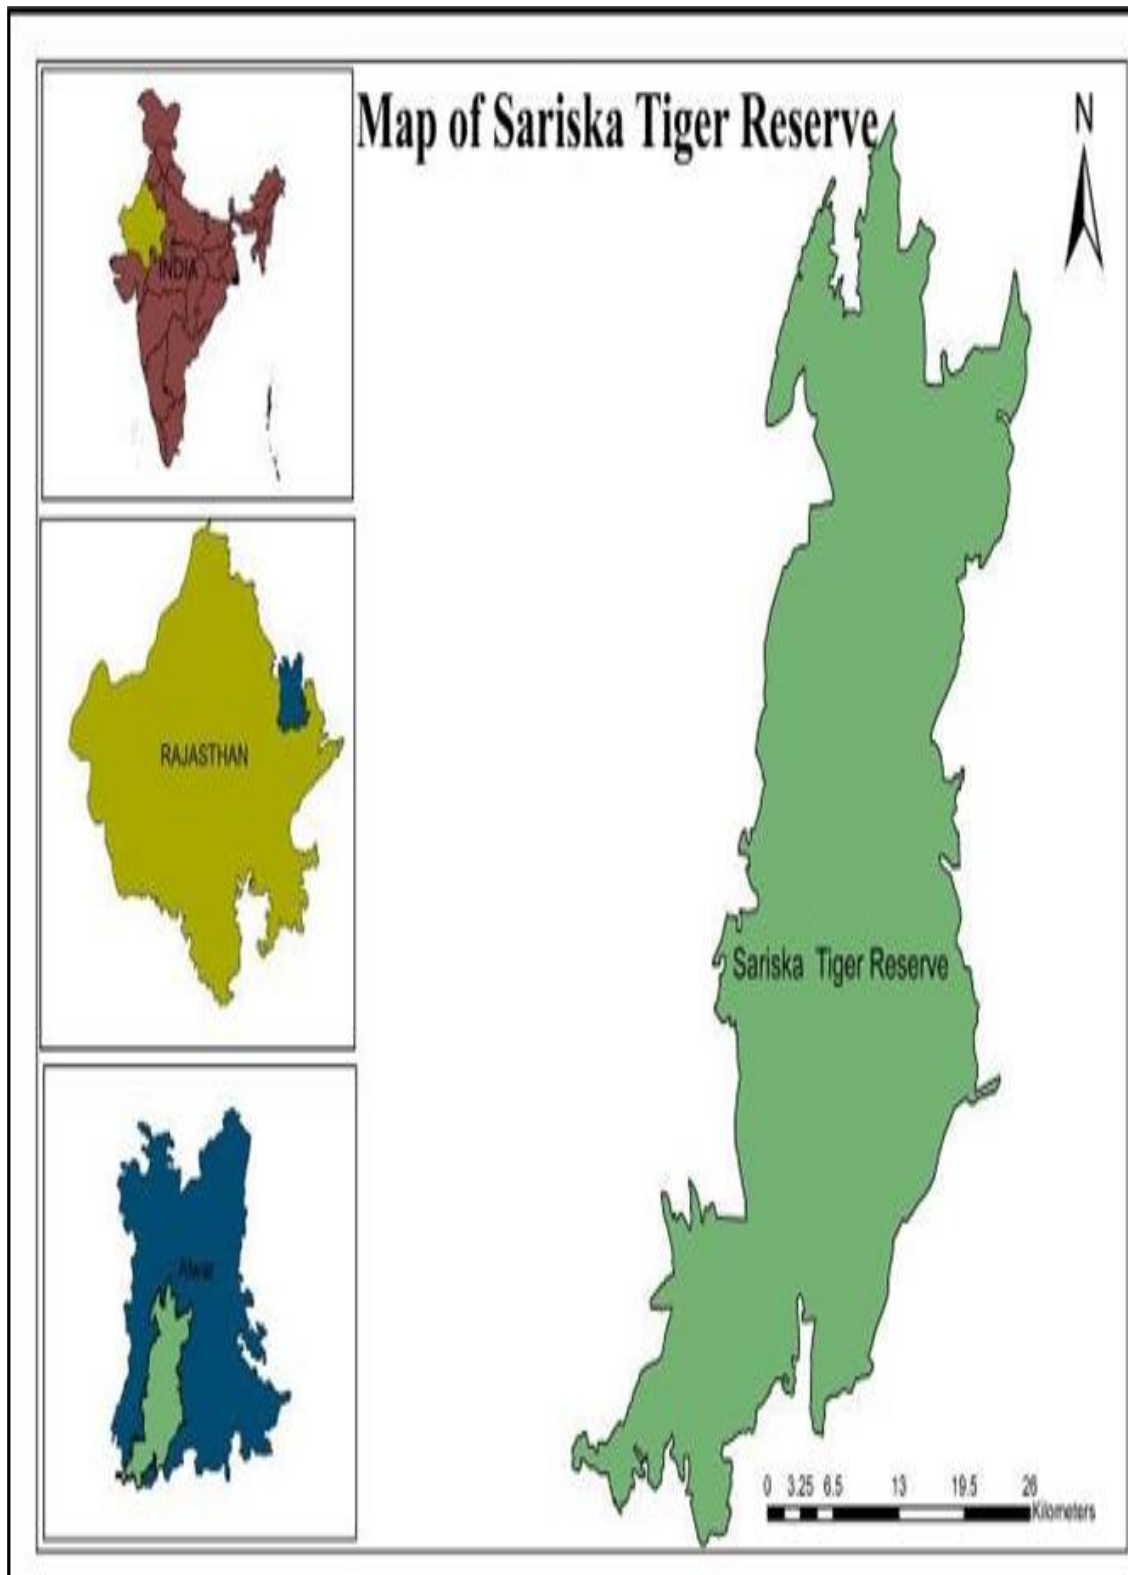 Map of Sariska Tiger Reserve
N
INDIA
RAJASTHAN
Alwar
Sariska Tiger Reserve
0 3.25 6.5 13 19.5 26
Kilometers